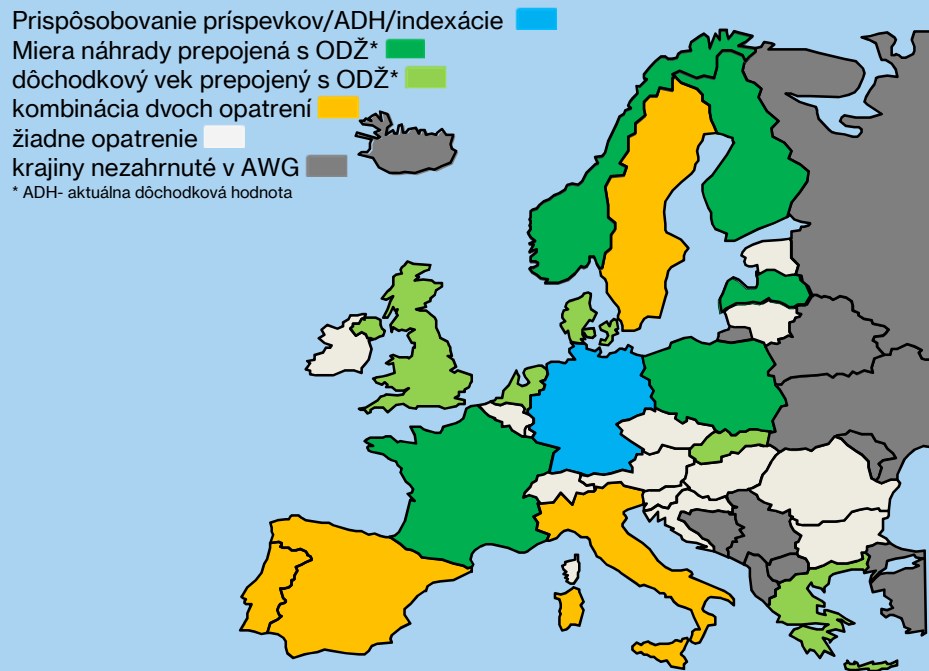 Prispôsobovanie príspevkov/ADH/indexácie
Miera náhrady prepojená s ODŽ*
dôchodkový vek prepojený s ODŽ*
kombinácia dvoch opatrení
žiadne opatrenie
krajiny nezahrnuté v AWG
* ADH- aktuálna dôchodková hodnota